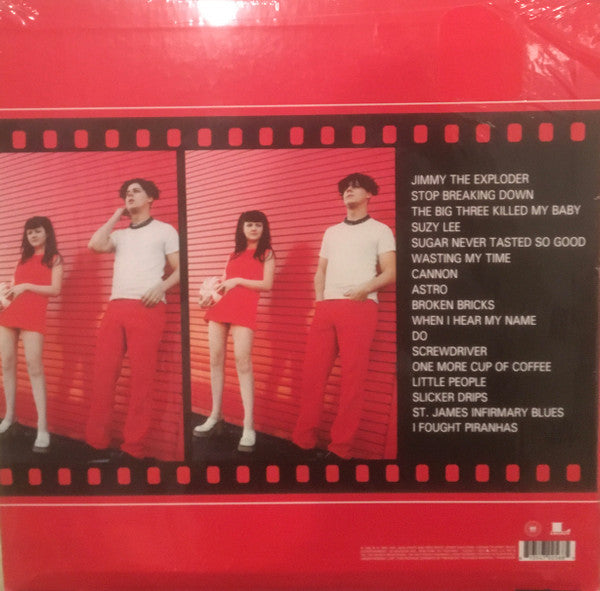 JIMMY THE EXPLODER
STOP BREAKING DOWN
THE BIG THREE KILLED MY BABY
SUZY LEE
SUGAR NEVER TASTED SO GOOD
WASTING MY TIME
CANNON
ASTRO
BROKEN BRICKS
WHEN I HEAR MY NAME
DO
SCREWDRIVER
ONE MORE CUP OF COFFEE
LITTLE PEOPLE
SLICKER DRIPS
ST. JAMES INFIRMARY BLUES
I FOUGHT PIRANHAS